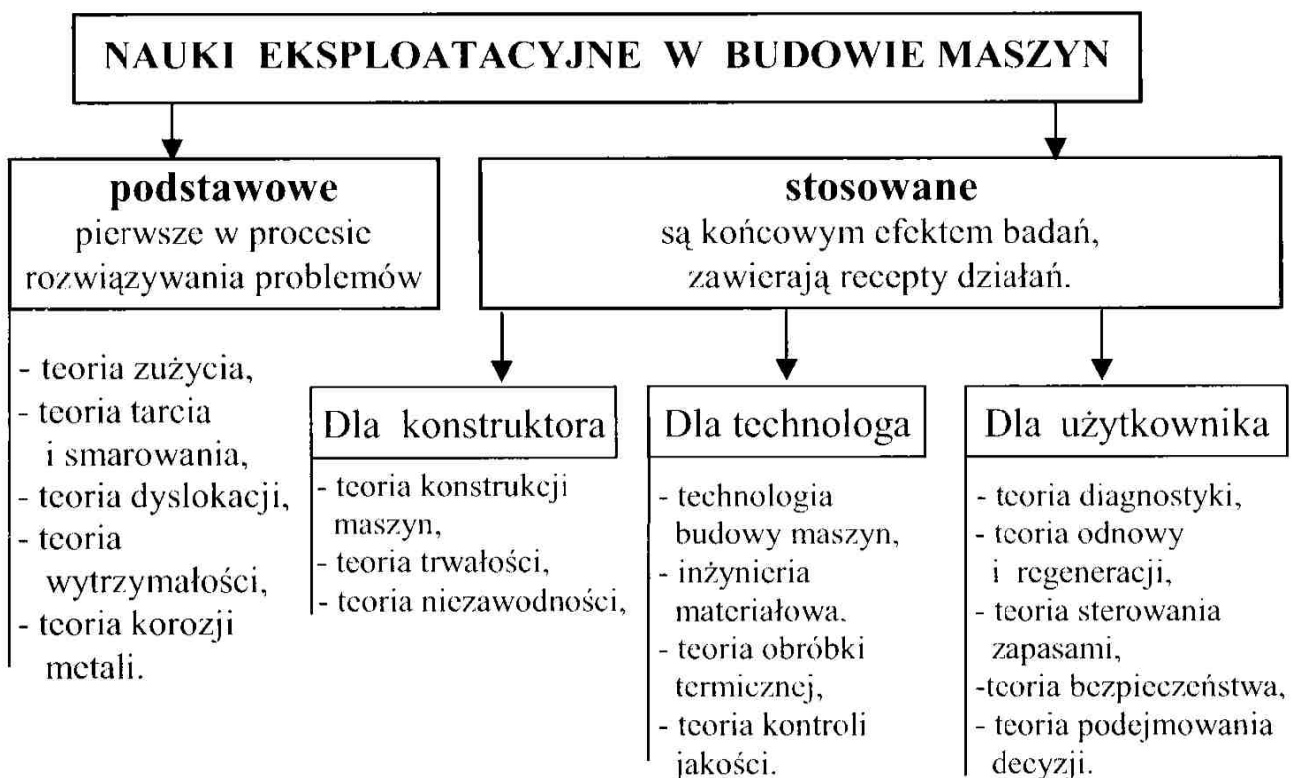 NAUKI EKSPLOATACYJNE W BUDOWIE MASZYN
podstawowe
pierwsze w procesie
rozwiązywania problemów
- teoria zużycia,
- teoria tarcia
i smarowania,
- teoria dyslokacji,
- teoria
wytrzymałości,
- teoria korozji
metali.
stosowane
są końcowym efektem badań,
zawierają recepty działań.
Dla konstruktora
- teoria konstrukcji
maszyn,
- teoria trwałości,
- teoria niezawodności,
Dla technologa
- technologia
budowy maszyn,
- inżynieria
materiałowa.
- teoria obróbki
termicznej,
- teoria kontroli
jakości.
Dla użytkownika
- teoria diagnostyki,
- teoria odnowy
i regeneracji,
- teoria sterowania
zapasami,
-teoria bezpieczeństwa,
- teoria podejmowania
decyzji.